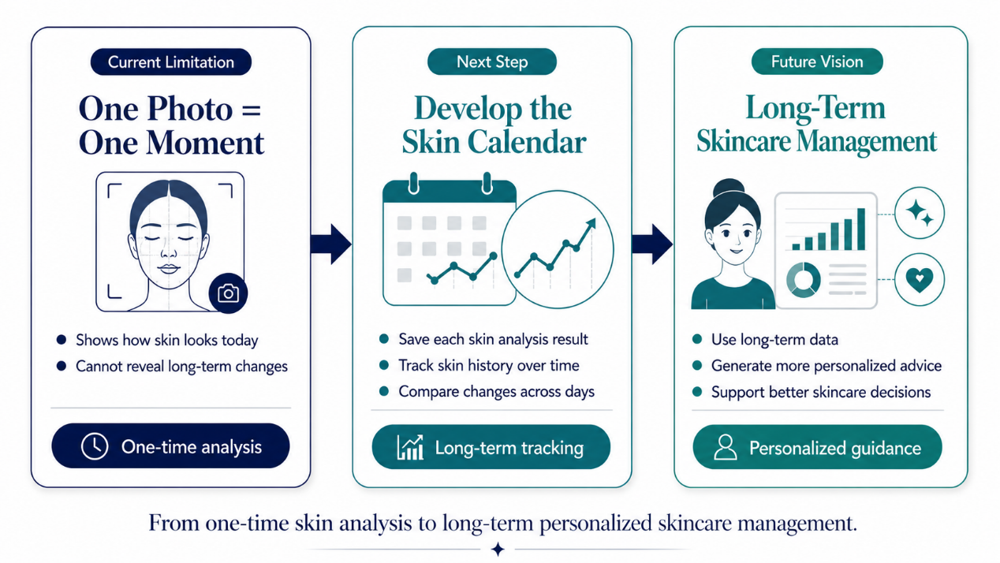 Current Limitation
One Photo =
One Moment
Shows how skin looks today
Cannot reveal long-term changes
One-time analysis
Next Step
Develop the
Skin Calendar
Save each skin analysis result
Track skin history over time
Compare changes across days
Long-term tracking
Future Vision
Long-Term
Skincare Management
Use long-term data
Generate more personalized advice
Support better skincare decisions
Personalized guidance
From one-time skin analysis to long-term personalized skincare management.